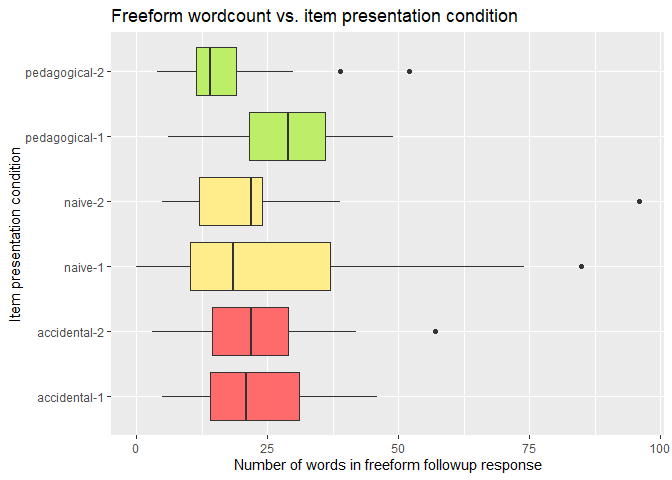 Freeform wordcount vs. item presentation condition
Item presentation condition
pedagogical-2
pedagogical-1
naive-2
naive-1
accidental-2
accidental-1
0 25 50 75 100
Number of words in freeform followup response